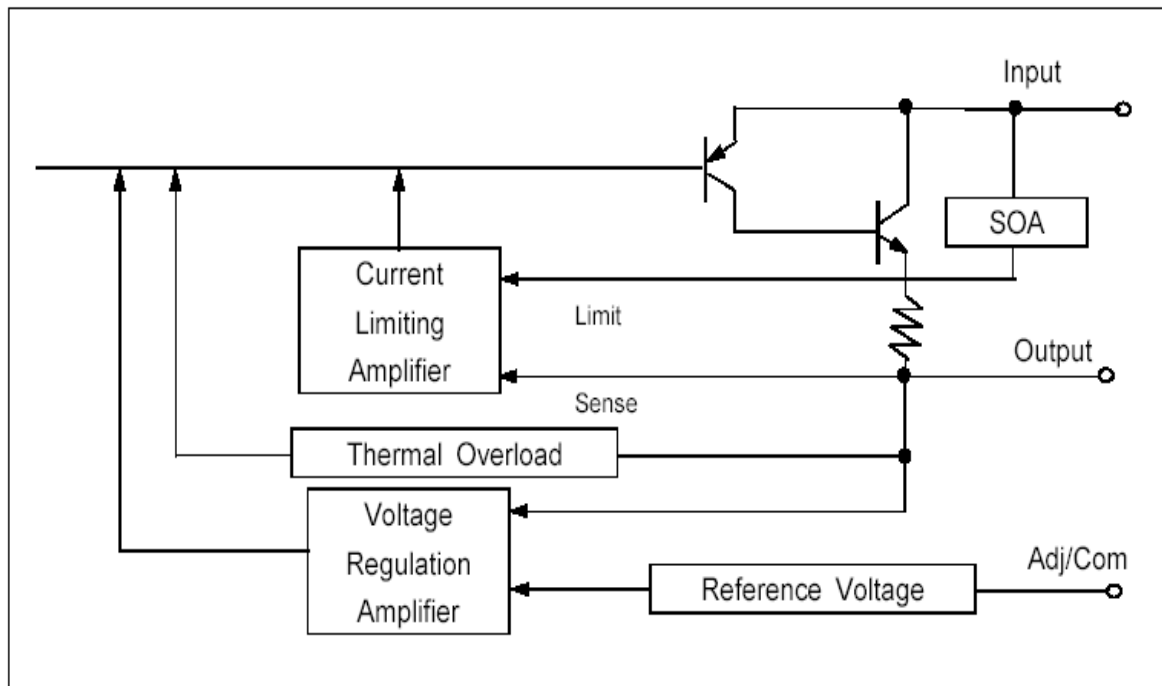 Input
SOA
Current
Limiting
Amplifier
Limit
Output
Sense
Thermal Overload
Voltage
Regulation
Amplifier
Adj/Com
Reference Voltage